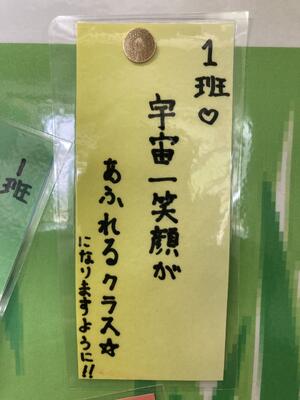 1班♡
宇宙一笑顔が
あふれるクラス☆
になりますように!!
1班